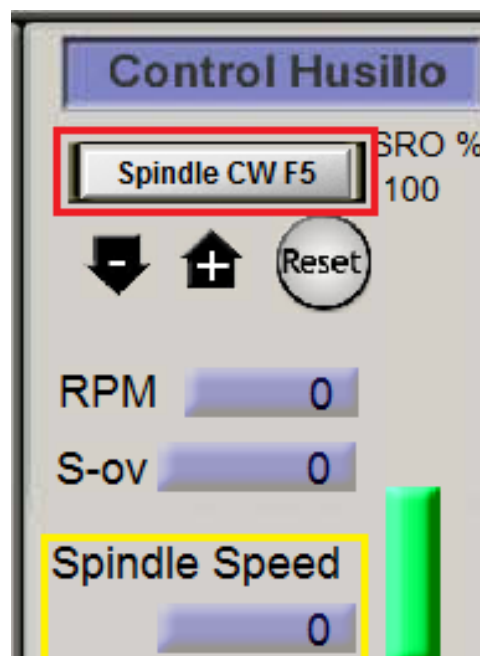 Control Husillo
Spindle CW F5
SRO %
100
- + Reset
RPM 0
S-ov 0
Spindle Speed
0